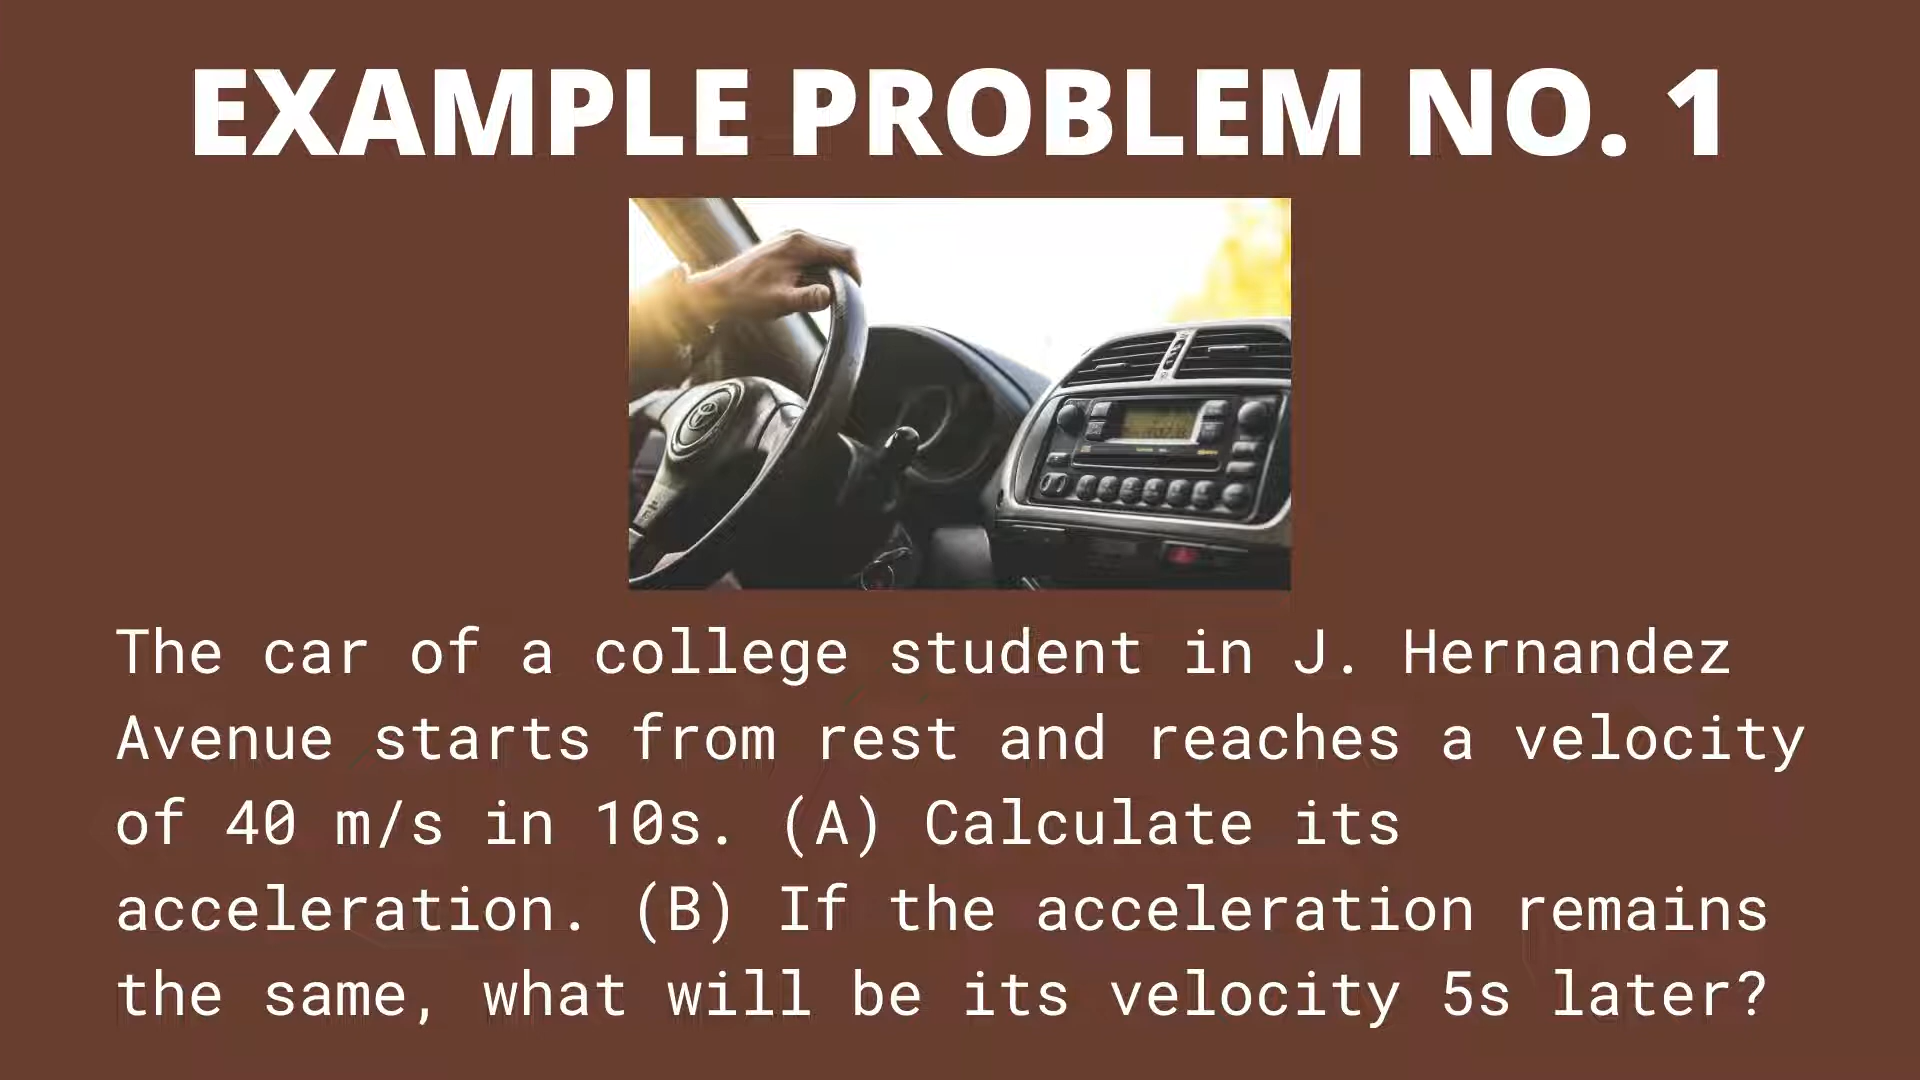 EXAMPLE PROBLEM NO. 1
The car of a college student in J. Hernandez
Avenue starts from rest and reaches a velocity
of 40 m/s in 10s. (A) Calculate its
acceleration. (B) If the acceleration remains
the same, what will be its velocity 5s later?